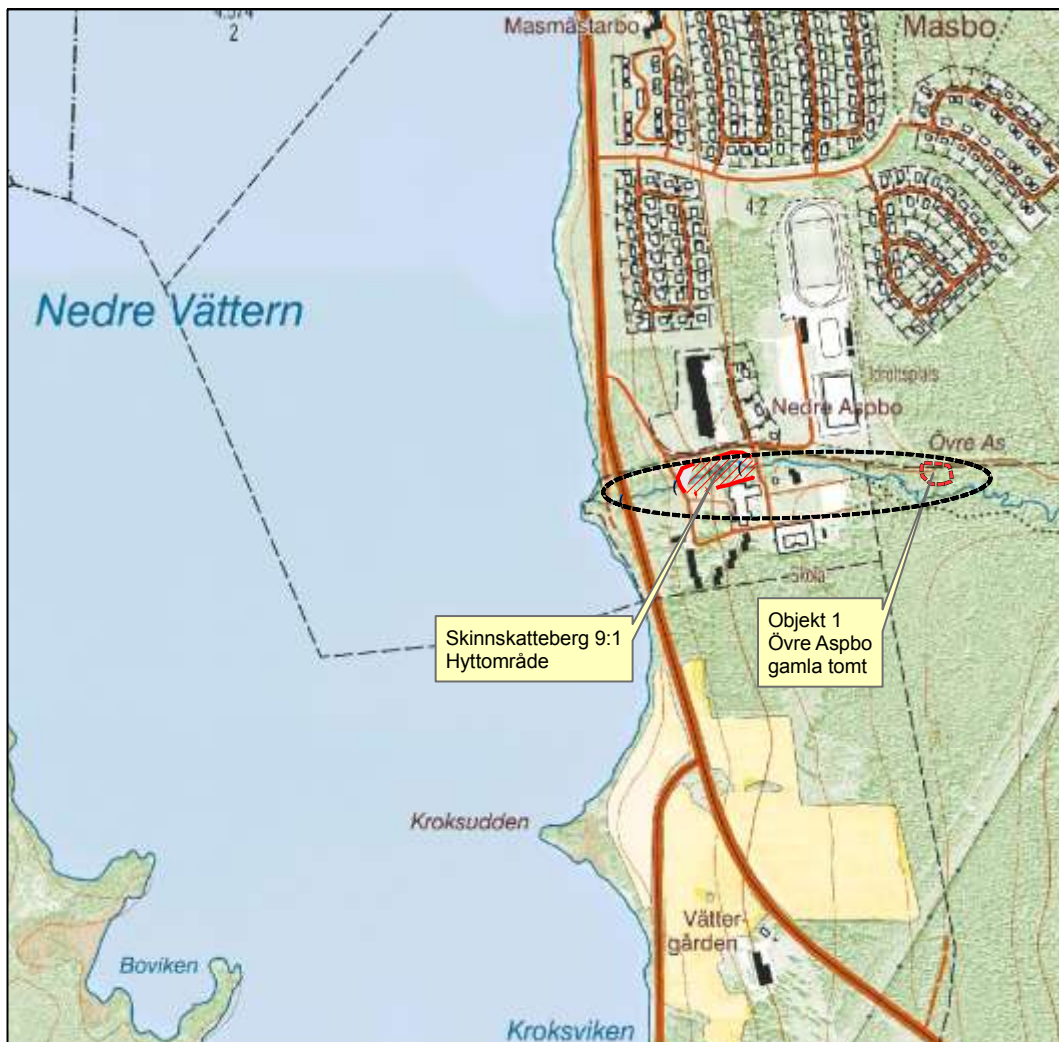 2
Masmästarbo
Masbo
4:2
Nedre Vättern
Idrottsplats
Nedre Aspbo
Övre As
Skola
Skinnskatteberg 9:1
Hyttområde
Objekt 1
Övre Aspbo
gamla tomt
Kroksudden
Vätter-
gården
Boviken
Kroksviken